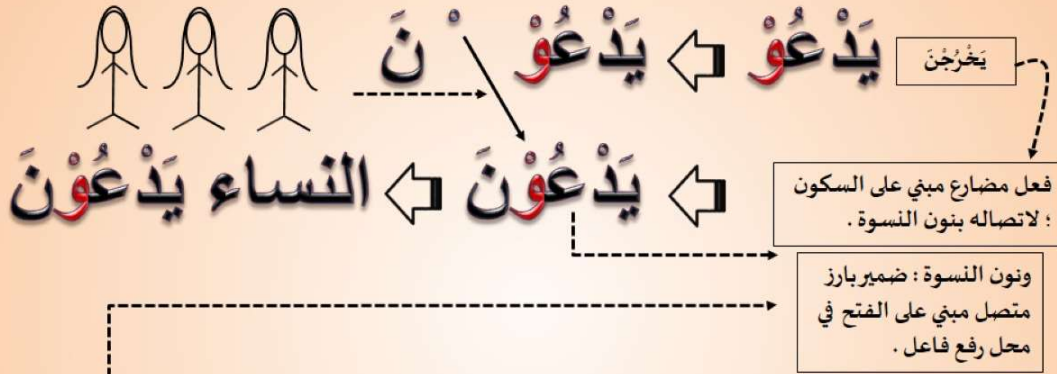 يَخْرُجْنَ
يَدْعُوْ يَدْعُوْ ْ نَ
يَدْعُوْنَ النساء يَدْعُوْنَ
فعل مضارع مبني على السكون
؛ لاتصاله بنون النسوة .
ونون النسوة : ضمير بارز
متصل مبني على الفتح في
محل رفع فاعل .